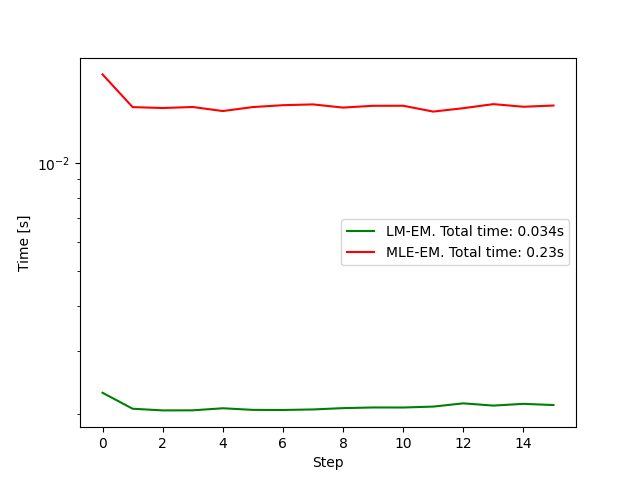 10⁻²
Time [s]
LM-EM. Total time: 0.034s
MLE-EM. Total time: 0.23s
0 2 4 6 8 10 12 14
Step